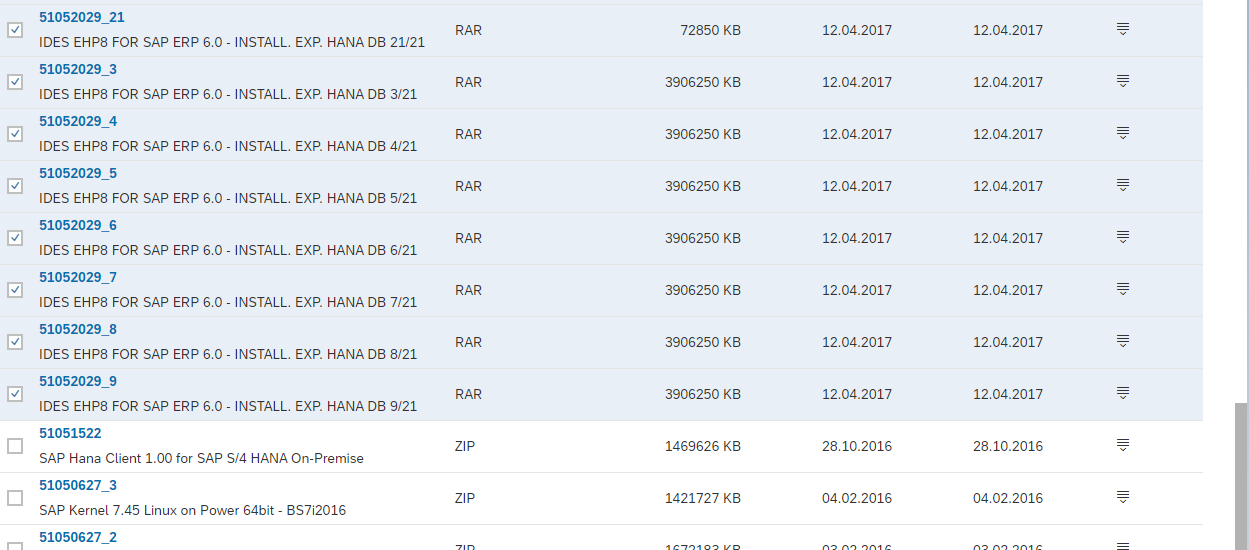 51052029_21
IDES EHP8 FOR SAP ERP 6.0 - INSTALL. EXP. HANA DB 21/21 RAR 72850 KB 12.04.2017 12.04.2017
51052029_3
IDES EHP8 FOR SAP ERP 6.0 - INSTALL. EXP. HANA DB 3/21 RAR 3906250 KB 12.04.2017 12.04.2017
51052029_4
IDES EHP8 FOR SAP ERP 6.0 - INSTALL. EXP. HANA DB 4/21 RAR 3906250 KB 12.04.2017 12.04.2017
51052029_5
IDES EHP8 FOR SAP ERP 6.0 - INSTALL. EXP. HANA DB 5/21 RAR 3906250 KB 12.04.2017 12.04.2017
51052029_6
IDES EHP8 FOR SAP ERP 6.0 - INSTALL. EXP. HANA DB 6/21 RAR 3906250 KB 12.04.2017 12.04.2017
51052029_7
IDES EHP8 FOR SAP ERP 6.0 - INSTALL. EXP. HANA DB 7/21 RAR 3906250 KB 12.04.2017 12.04.2017
51052029_8
IDES EHP8 FOR SAP ERP 6.0 - INSTALL. EXP. HANA DB 8/21 RAR 3906250 KB 12.04.2017 12.04.2017
51052029_9
IDES EHP8 FOR SAP ERP 6.0 - INSTALL. EXP. HANA DB 9/21 RAR 3906250 KB 12.04.2017 12.04.2017
51051522
SAP Hana Client 1.00 for SAP S/4 HANA On-Premise ZIP 1469626 KB 28.10.2016 28.10.2016
51050627_3
SAP Kernel 7.45 Linux on Power 64bit - BS7i2016 ZIP 1421727 KB 04.02.2016 04.02.2016
51050627_2
ZIP 1672183 KB 03.02.2016 03.02.2016